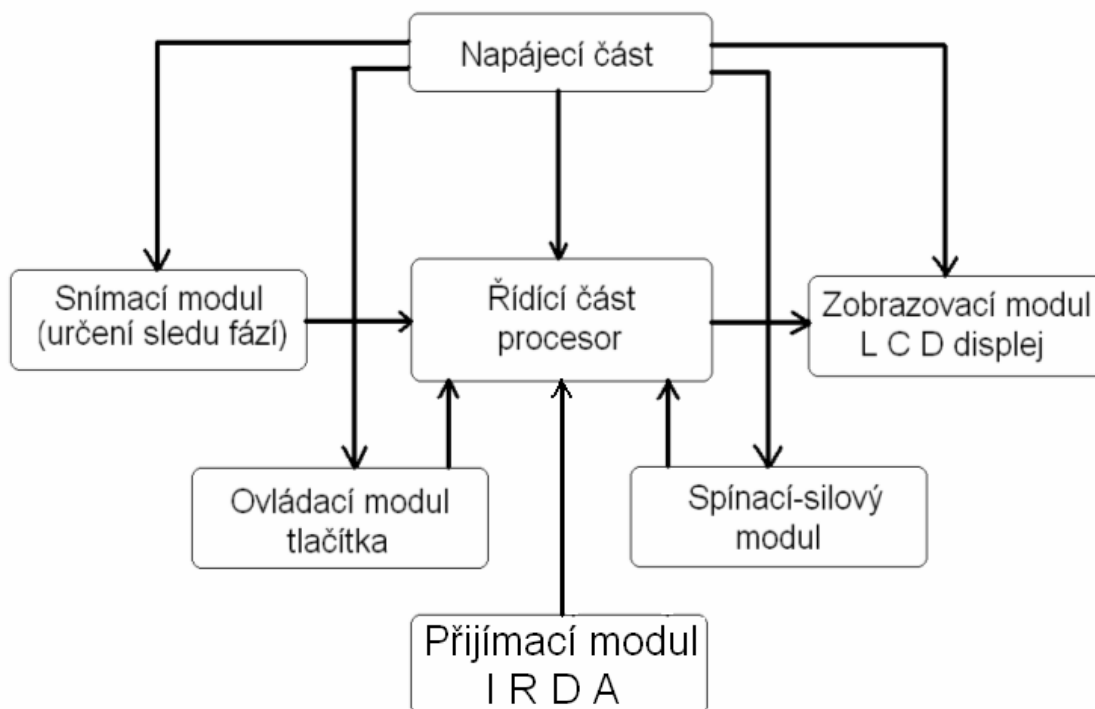 Napájecí část
Snímací modul
(určení sledu fází)
Řídící část
procesor
Zobrazovací modul
L C D displej
Ovládací modul
tlačítka
Spínací-silový
modul
Přijímací modul
I R D A